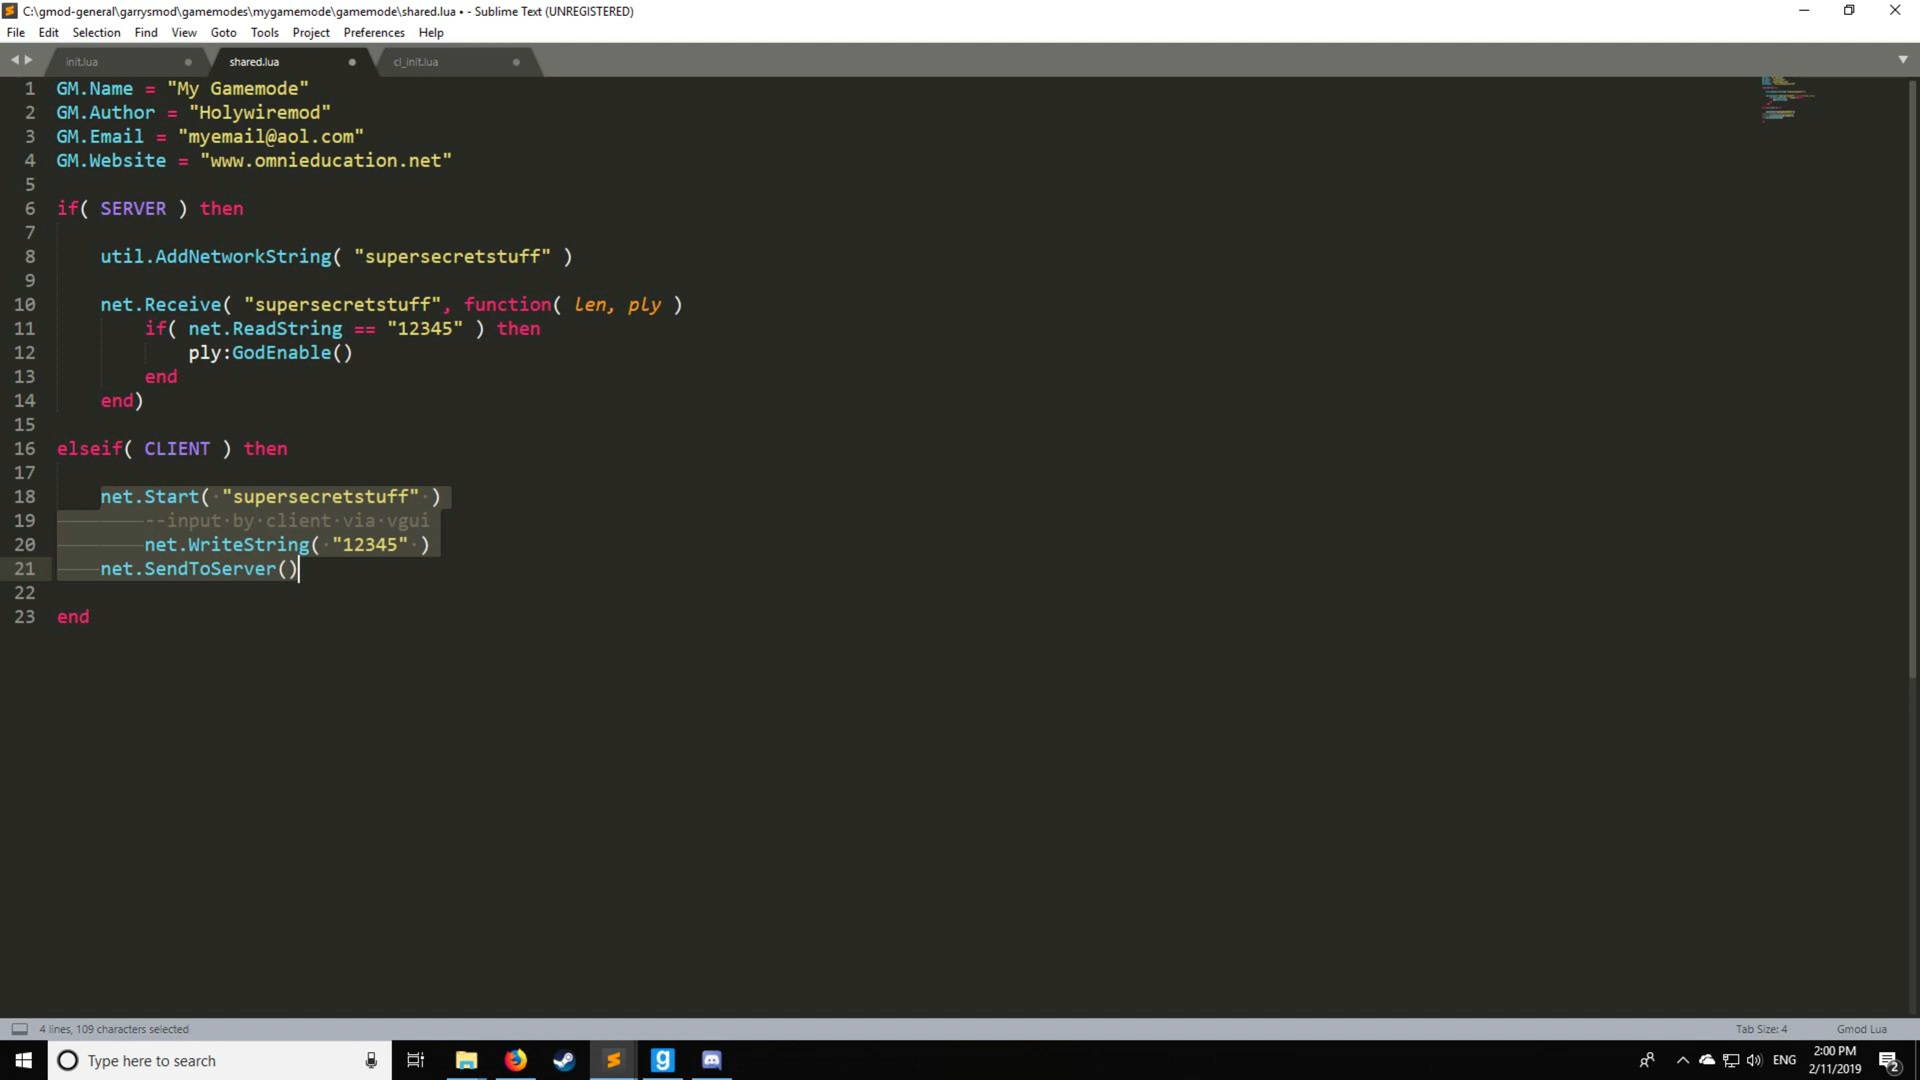 C:\gmod-general\garrysmod\gamemodes\mygamemode\gamemode\shared.lua • - Sublime Text (UNREGISTERED)
File Edit Selection Find View Goto Tools Project Preferences Help
init.lua shared.lua cl_init.lua
1 GM.Name = "My Gamemode"
2 GM.Author = "Holywiremod"
3 GM.Email = "myemail@aol.com"
4 GM.Website = "www.omnieducation.net"
5
6 if( SERVER ) then
7
8 util.AddNetworkString( "supersecretstuff" )
9
10 net.Receive( "supersecretstuff", function( len, ply )
11 if( net.ReadString == "12345" ) then
12 ply:GodEnable()
13 end
14 end)
15
16 elseif( CLIENT ) then
17
18 net.Start( "supersecretstuff" )
19 --input by client via vgui
20 net.WriteString( "12345" )
21 net.SendToServer()
22
23 end
4 lines, 109 characters selected Tab Size: 4 Gmod Lua
Type here to search ENG 2:00 PM
2/11/2019 2